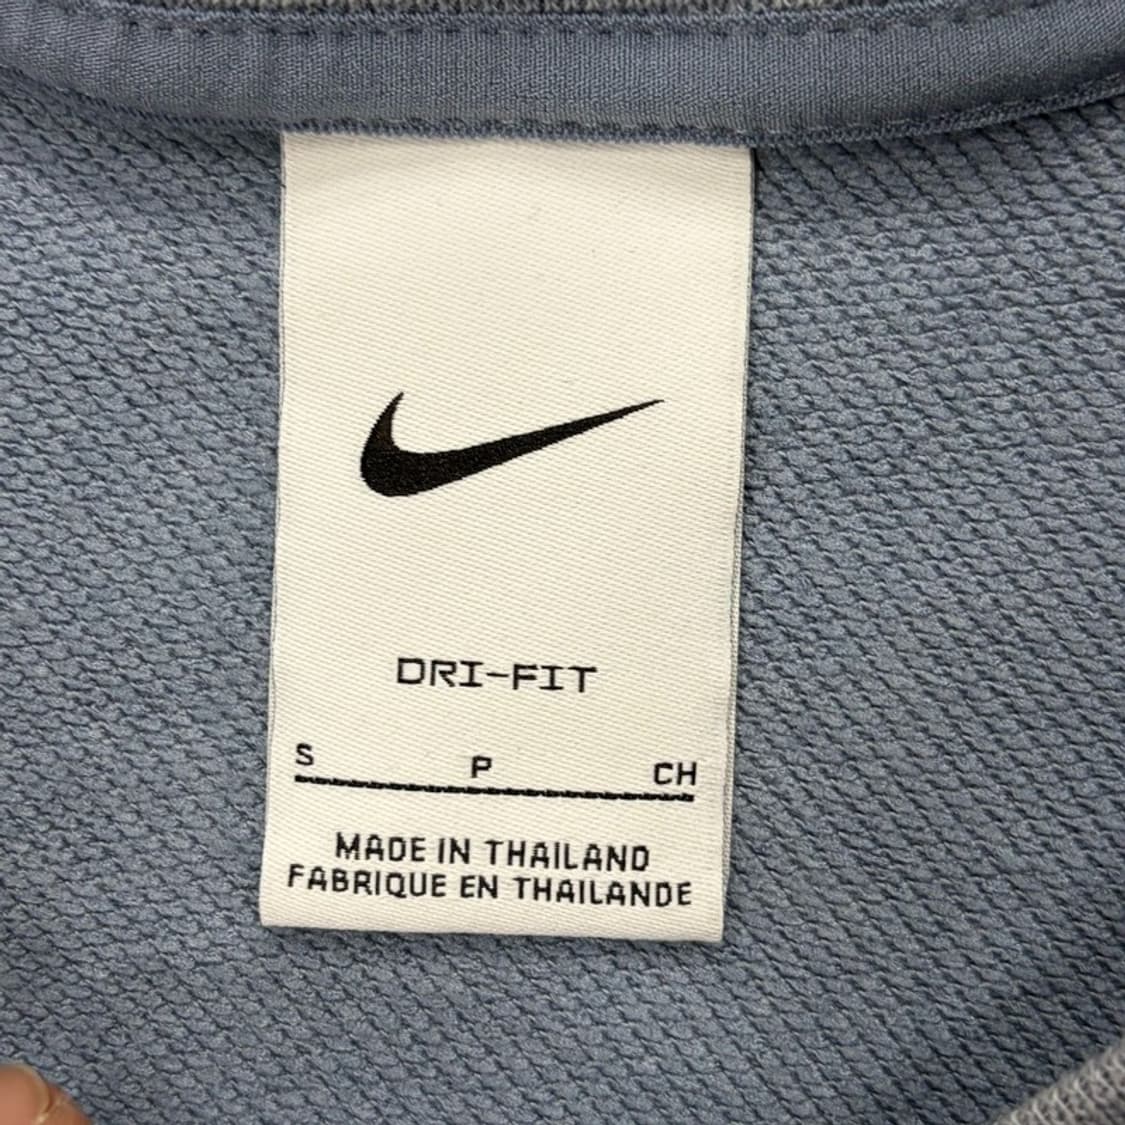 DRI-FIT
S P CH
MADE IN THAILAND
FABRIQUE EN THAILANDE